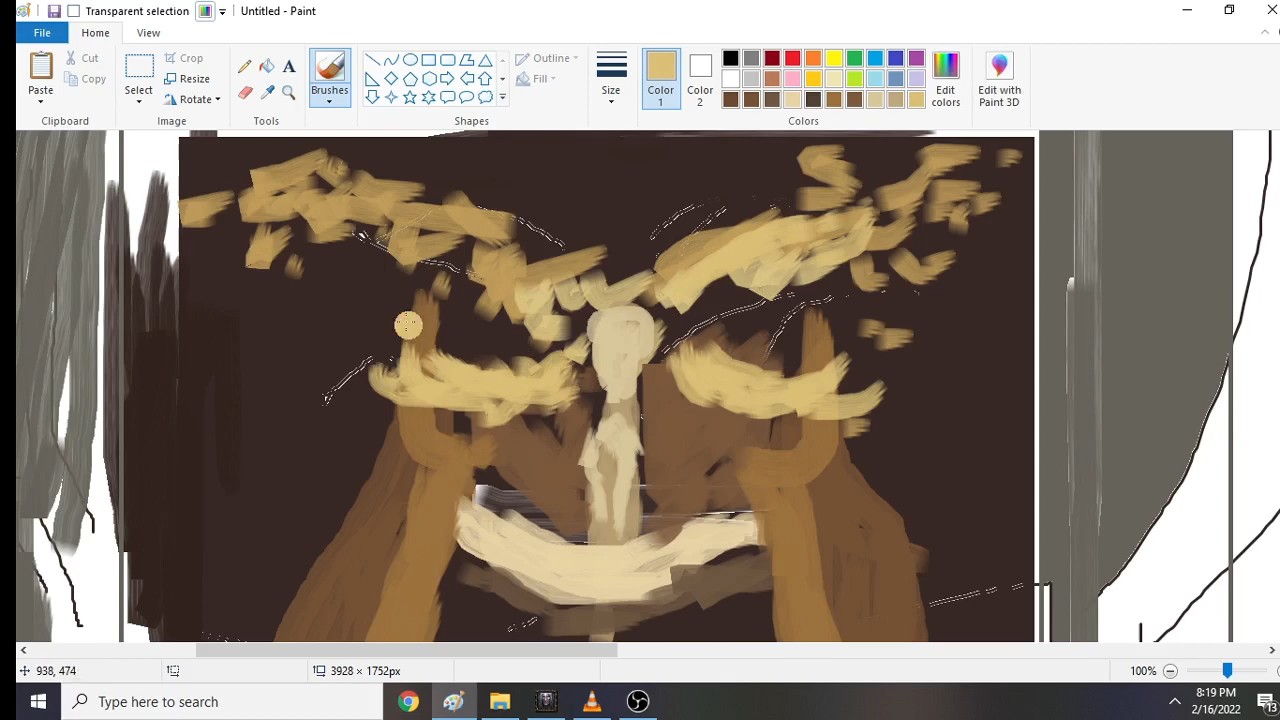 Transparent selection
Untitled - Paint
File
Home
View
Paste
Cut
Copy
Clipboard
Select
Crop
Resize
Rotate
Image
A
Tools
Brushes
Outline
Fill
Shapes
Size
Color 1
Color 2
Edit colors
Colors
Edit with Paint 3D
938, 474
3928 × 1752px
100%
Type here to search
8:19 PM
2/16/2022
13